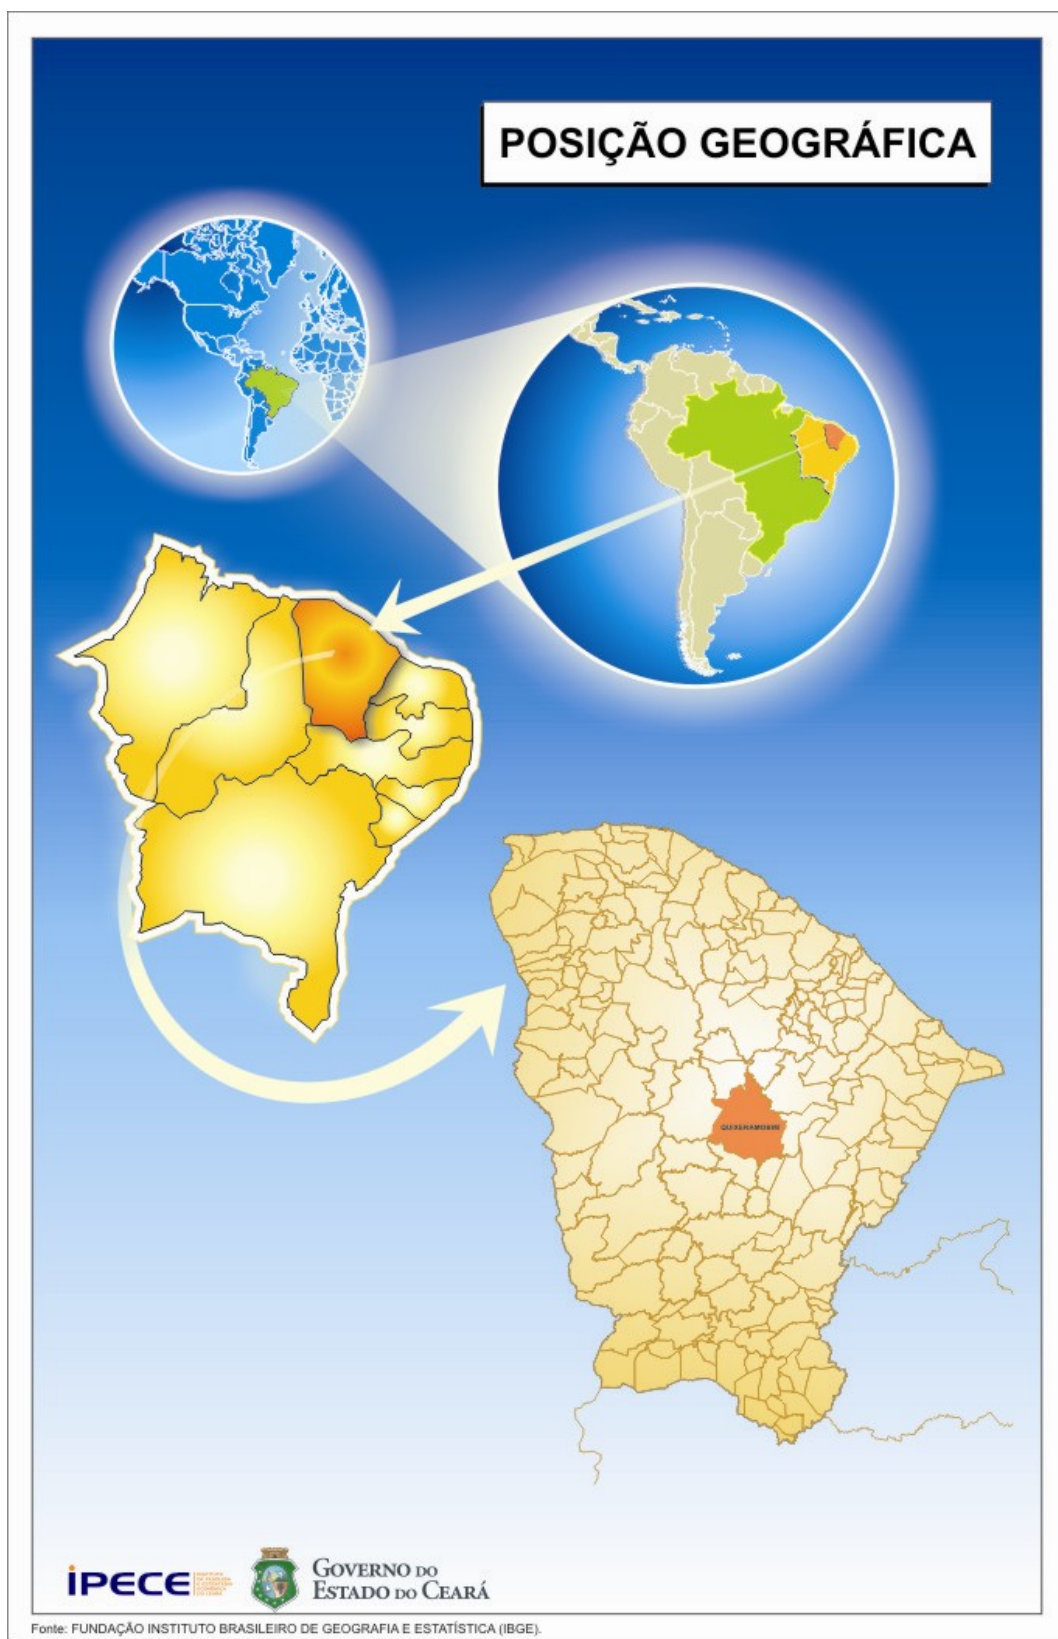 POSIÇÃO GEOGRÁFICA
QUIXERAMOBIM
IPECE
GOVERNO DO
ESTADO DO CEARÁ
Fonte: FUNDAÇÃO INSTITUTO BRASILEIRO DE GEOGRAFIA E ESTATÍSTICA (IBGE).